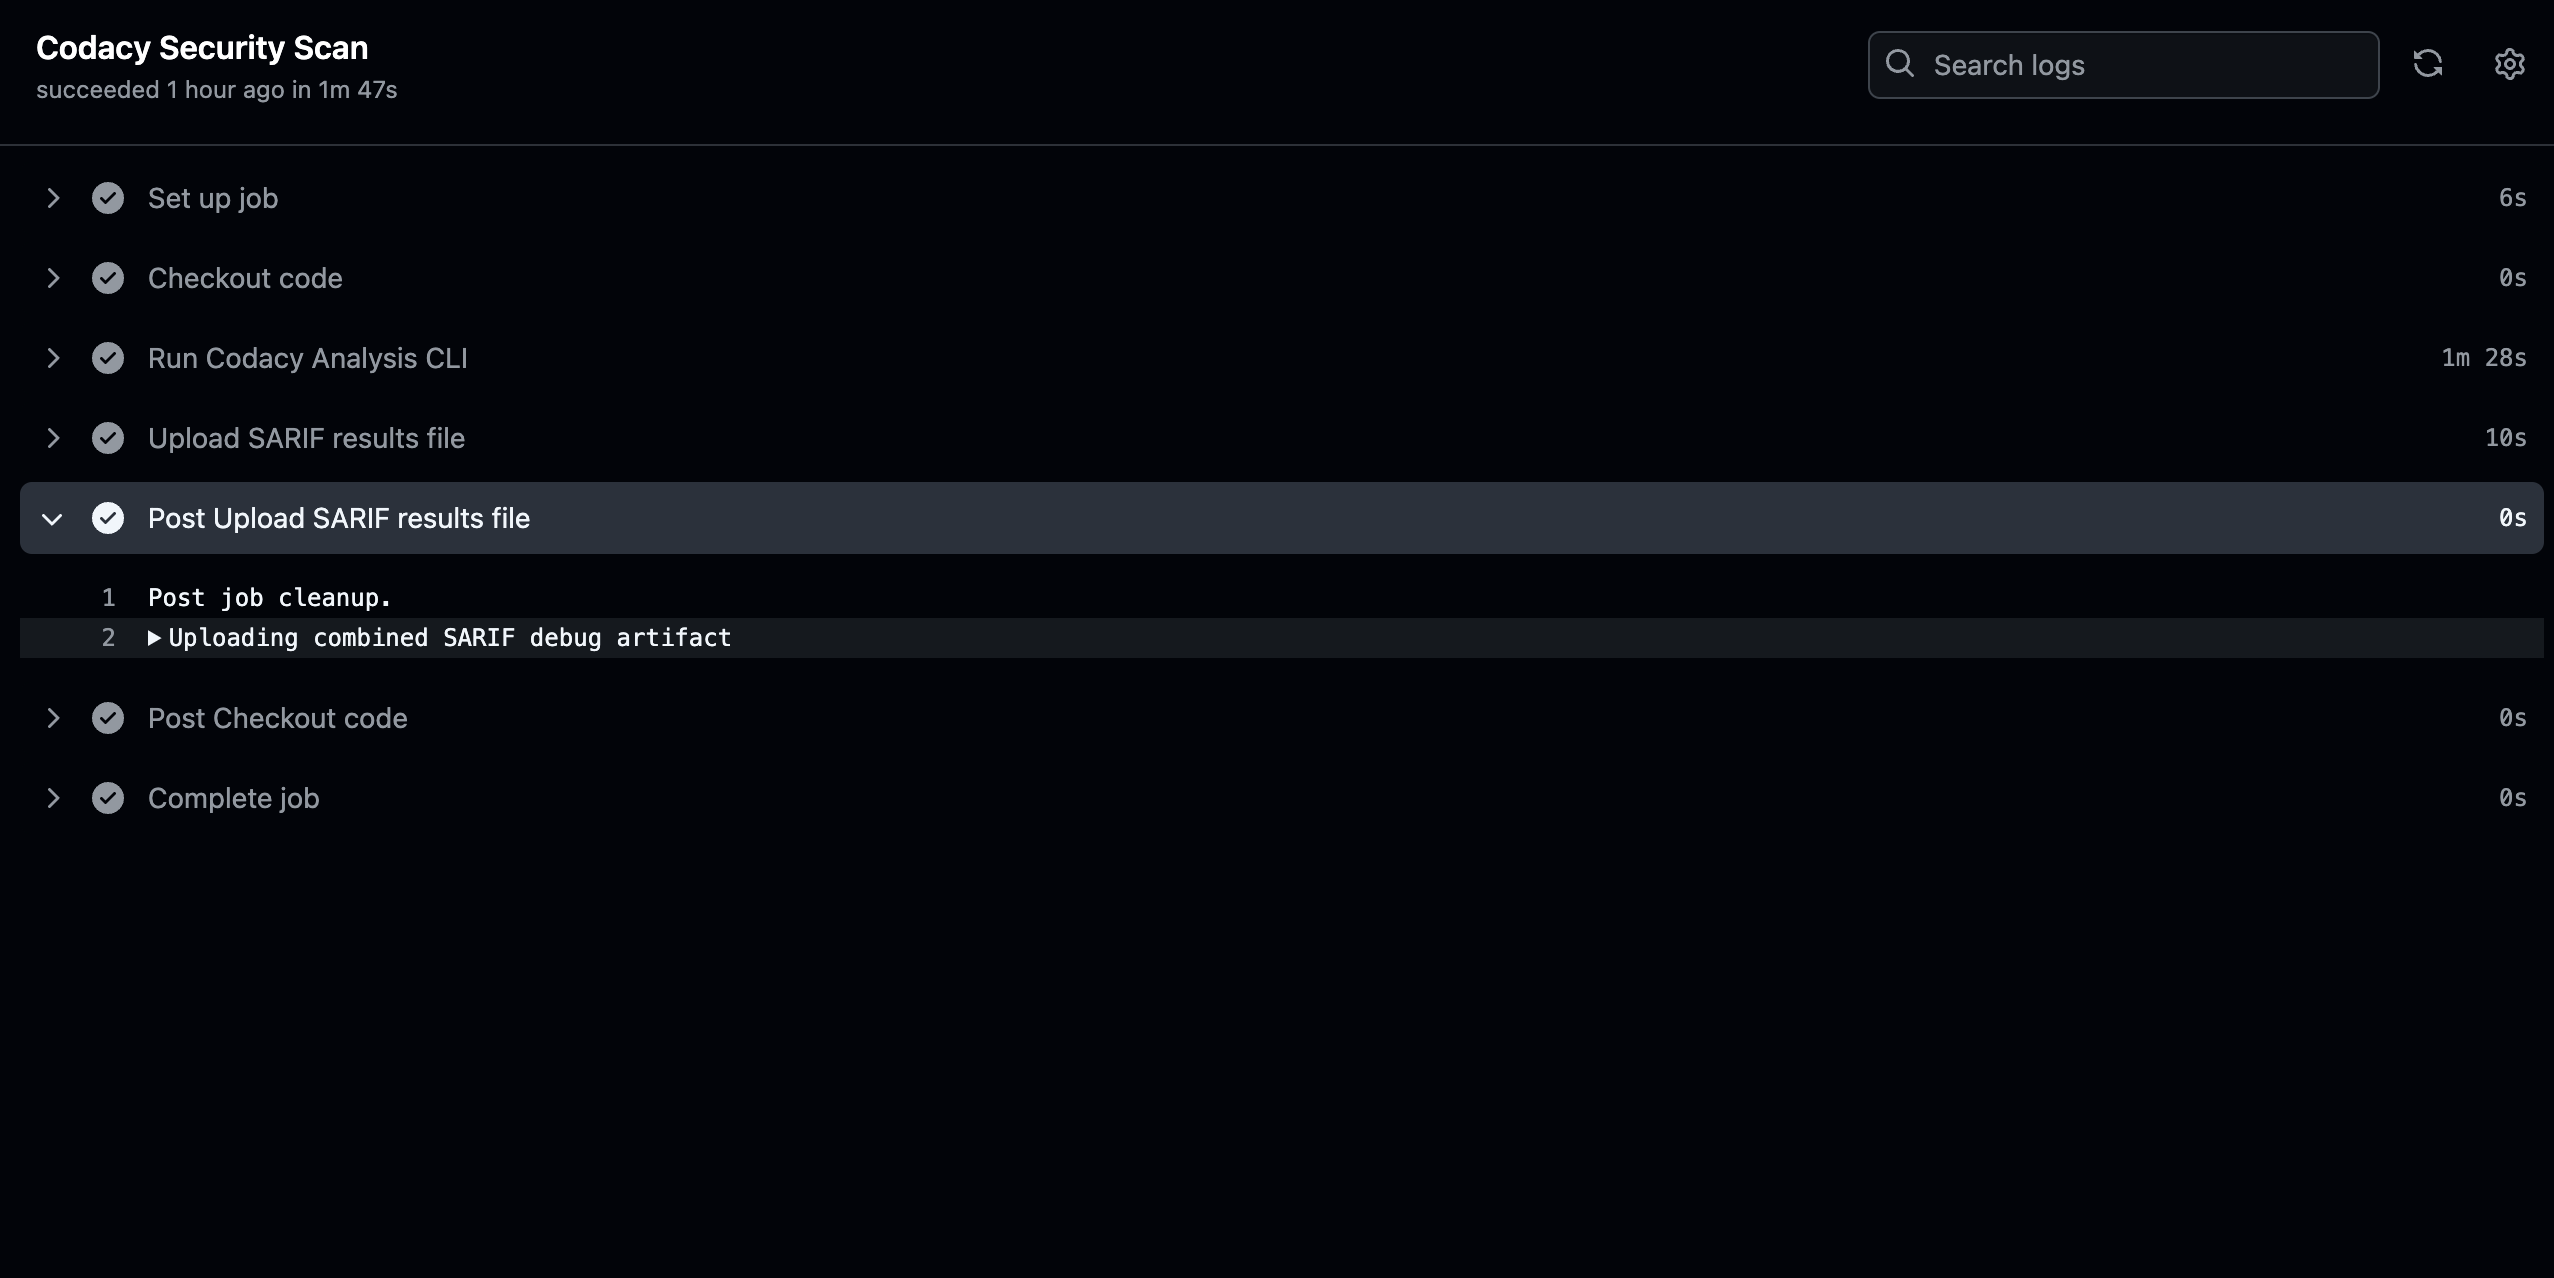 Codacy Security Scan
succeeded 1 hour ago in 1m 47s
Search logs
Set up job 6s
Checkout code 0s
Run Codacy Analysis CLI 1m 28s
Upload SARIF results file 10s
Post Upload SARIF results file 0s
1 Post job cleanup.
2 Uploading combined SARIF debug artifact
Post Checkout code 0s
Complete job 0s